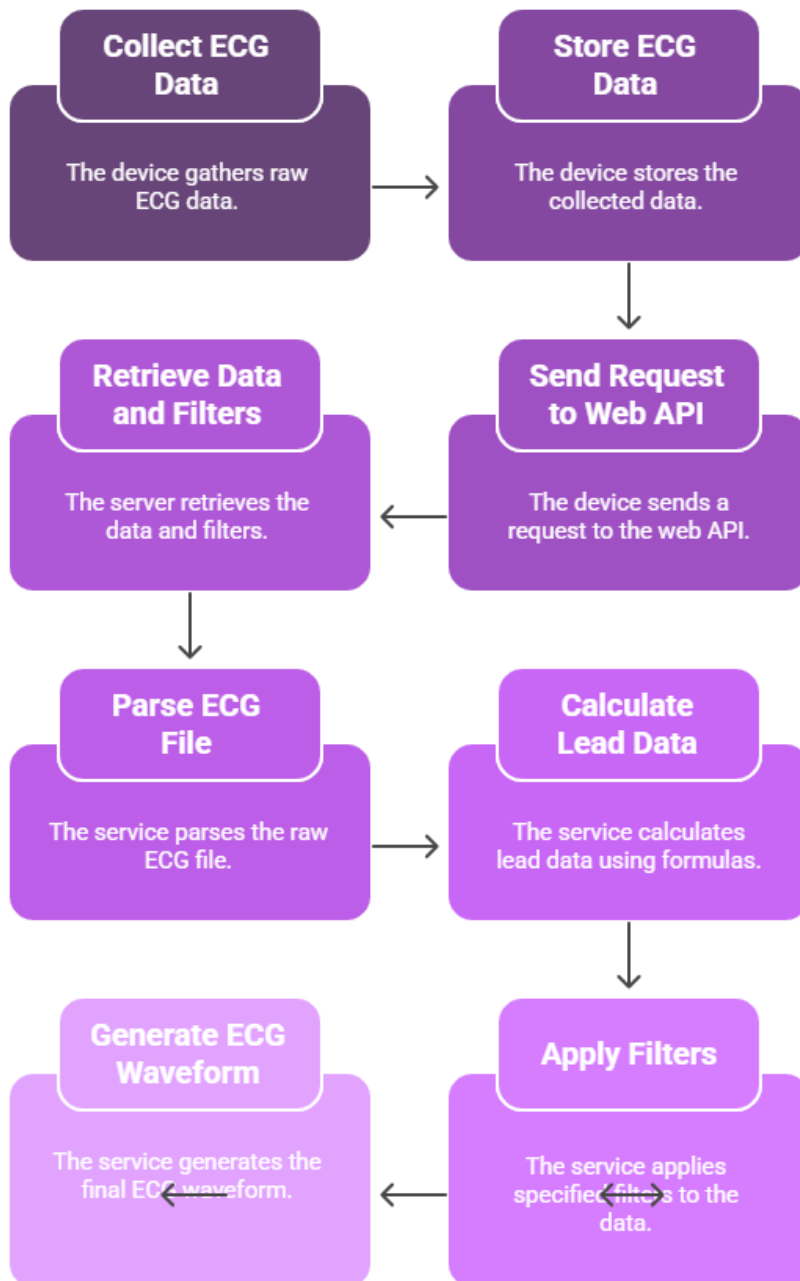 Collect ECG
Data
The device gathers raw
ECG data.
Store ECG
Data
The device stores the
collected data.
Send Request
to Web API
The device sends a
request to the web API.
Retrieve Data
and Filters
The server retrieves the
data and filters.
Parse ECG
File
The service parses the raw
ECG file.
Calculate
Lead Data
The service calculates
lead data using formulas.
Apply Filters
The service applies
specified filters to the
data.
Generate ECG
Waveform
The service generates the
final ECG waveform.